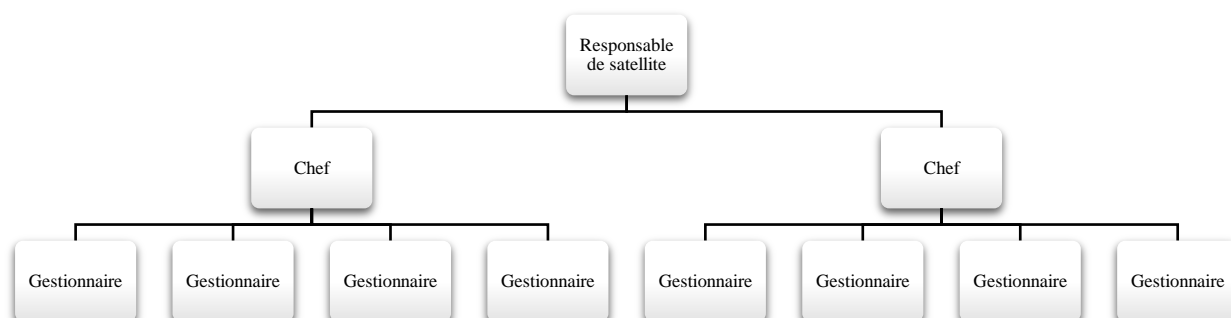 Responsable
de satellite
Chef
Chef
Gestionnaire
Gestionnaire
Gestionnaire
Gestionnaire
Gestionnaire
Gestionnaire
Gestionnaire
Gestionnaire